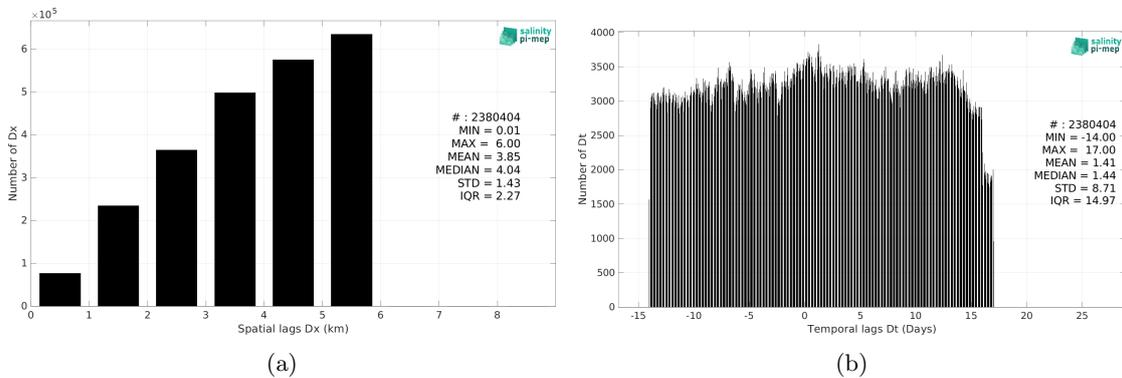 ×10⁵
6
5
4
3
2
1
0
Number of Dx
0 1 2 3 4 5 6 7 8
Spatial lags Dx (km)
salinity
pi-mep
# : 2380404
MIN = 0.01
MAX = 6.00
MEAN = 3.85
MEDIAN = 4.04
STD = 1.43
IQR = 2.27
(a)
4000
3500
3000
2500
2000
1500
1000
500
0
Number of Dt
-15 -10 -5 0 5 10 15 20 25
Temporal lags Dt (Days)
salinity
pi-mep
# : 2380404
MIN = -14.00
MAX = 17.00
MEAN = 1.41
MEDIAN = 1.44
STD = 8.71
IQR = 14.97
(b)